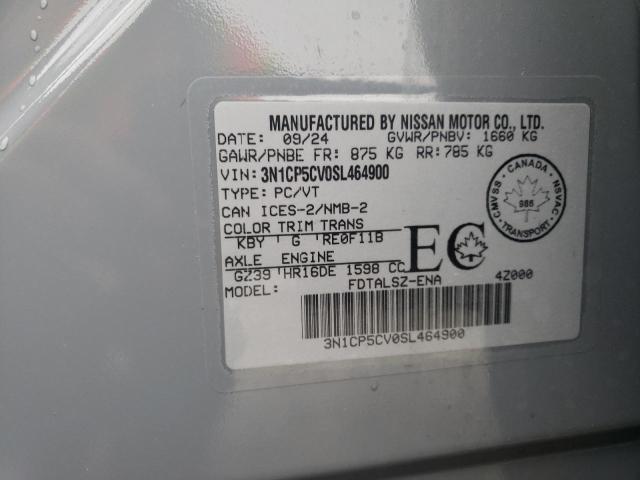 MANUFACTURED BY NISSAN MOTOR CO., LTD.
DATE: 09/24 GVWR/PNBV: 1660 KG
GAWR/PNBE FR: 875 KG RR: 785 KG
VIN: 3N1CP5CV0SL464900
TYPE: PC/VT
CAN ICES-2/NMB-2
COLOR TRIM TRANS
KBY G RE0F11B
AXLE ENGINE
GZ39 HR16DE 1598 CC
MODEL: FDTALSZ-ENA 4Z000
EC
3N1CP5CV0SL464900
CANADA
CMVSS
NSVAC
986
TRANSPORT